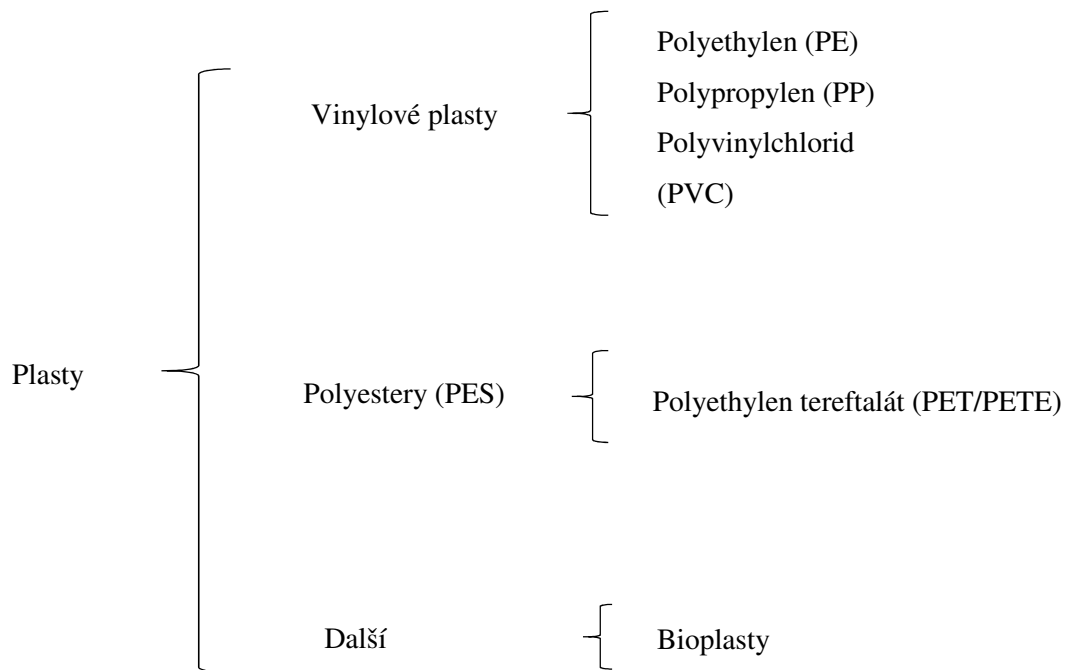 Plasty
Vinylové plasty
Polyethylen (PE)
Polypropylen (PP)
Polyvinylchlorid
(PVC)
Polyestery (PES)
Polyethylen tereftalát (PET/PETE)
Další
Bioplasty